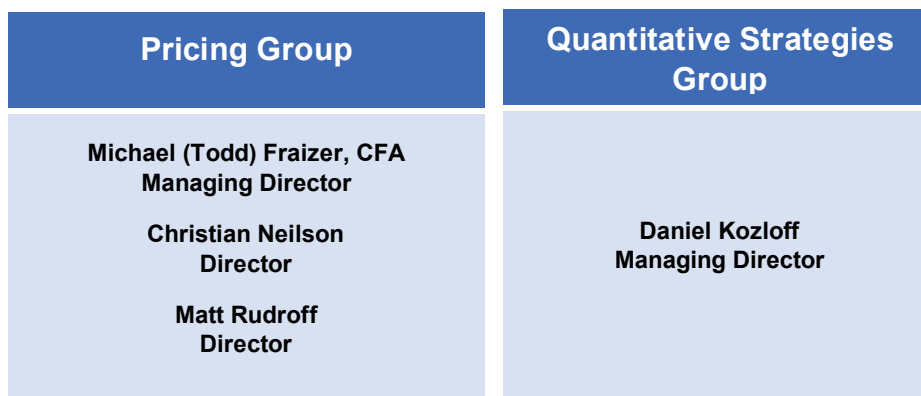 Pricing Group
Michael (Todd) Fraizer, CFA
Managing Director
Christian Neilson
Director
Matt Rudroff
Director
Quantitative Strategies
Group
Daniel Kozloff
Managing Director